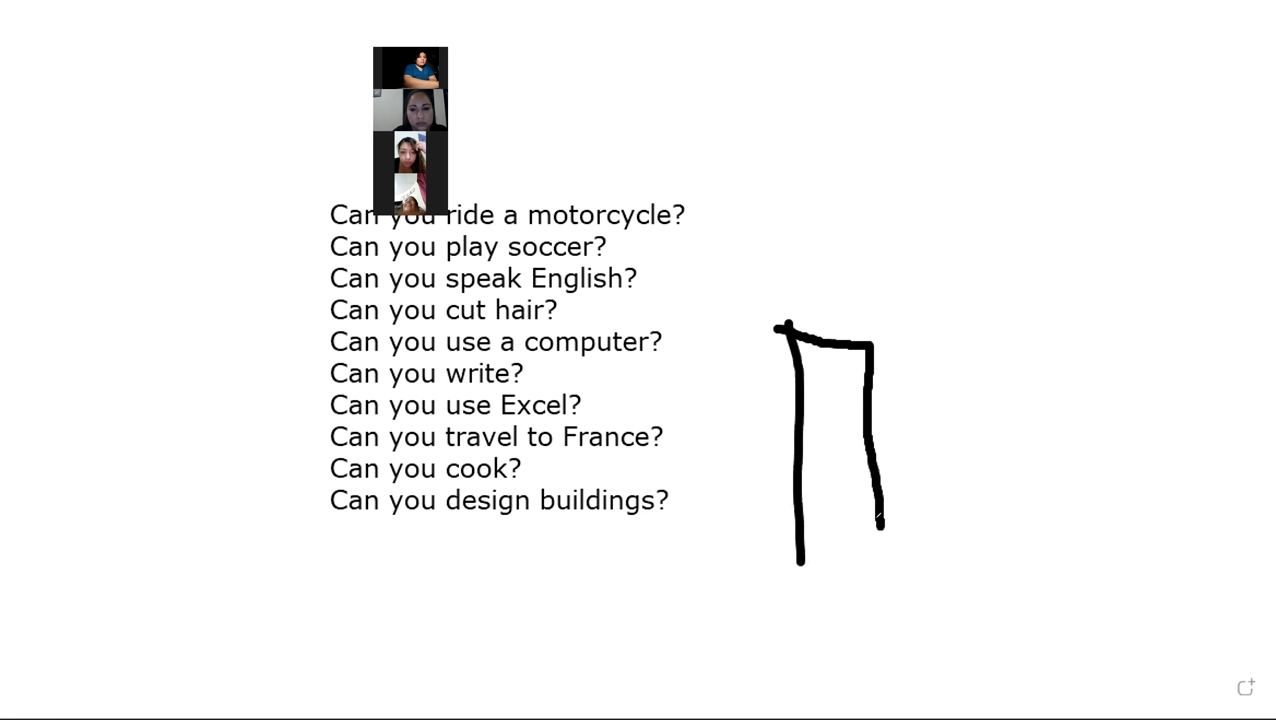 Can you ride a motorcycle?
Can you play soccer?
Can you speak English?
Can you cut hair?
Can you use a computer?
Can you write?
Can you use Excel?
Can you travel to France?
Can you cook?
Can you design buildings?